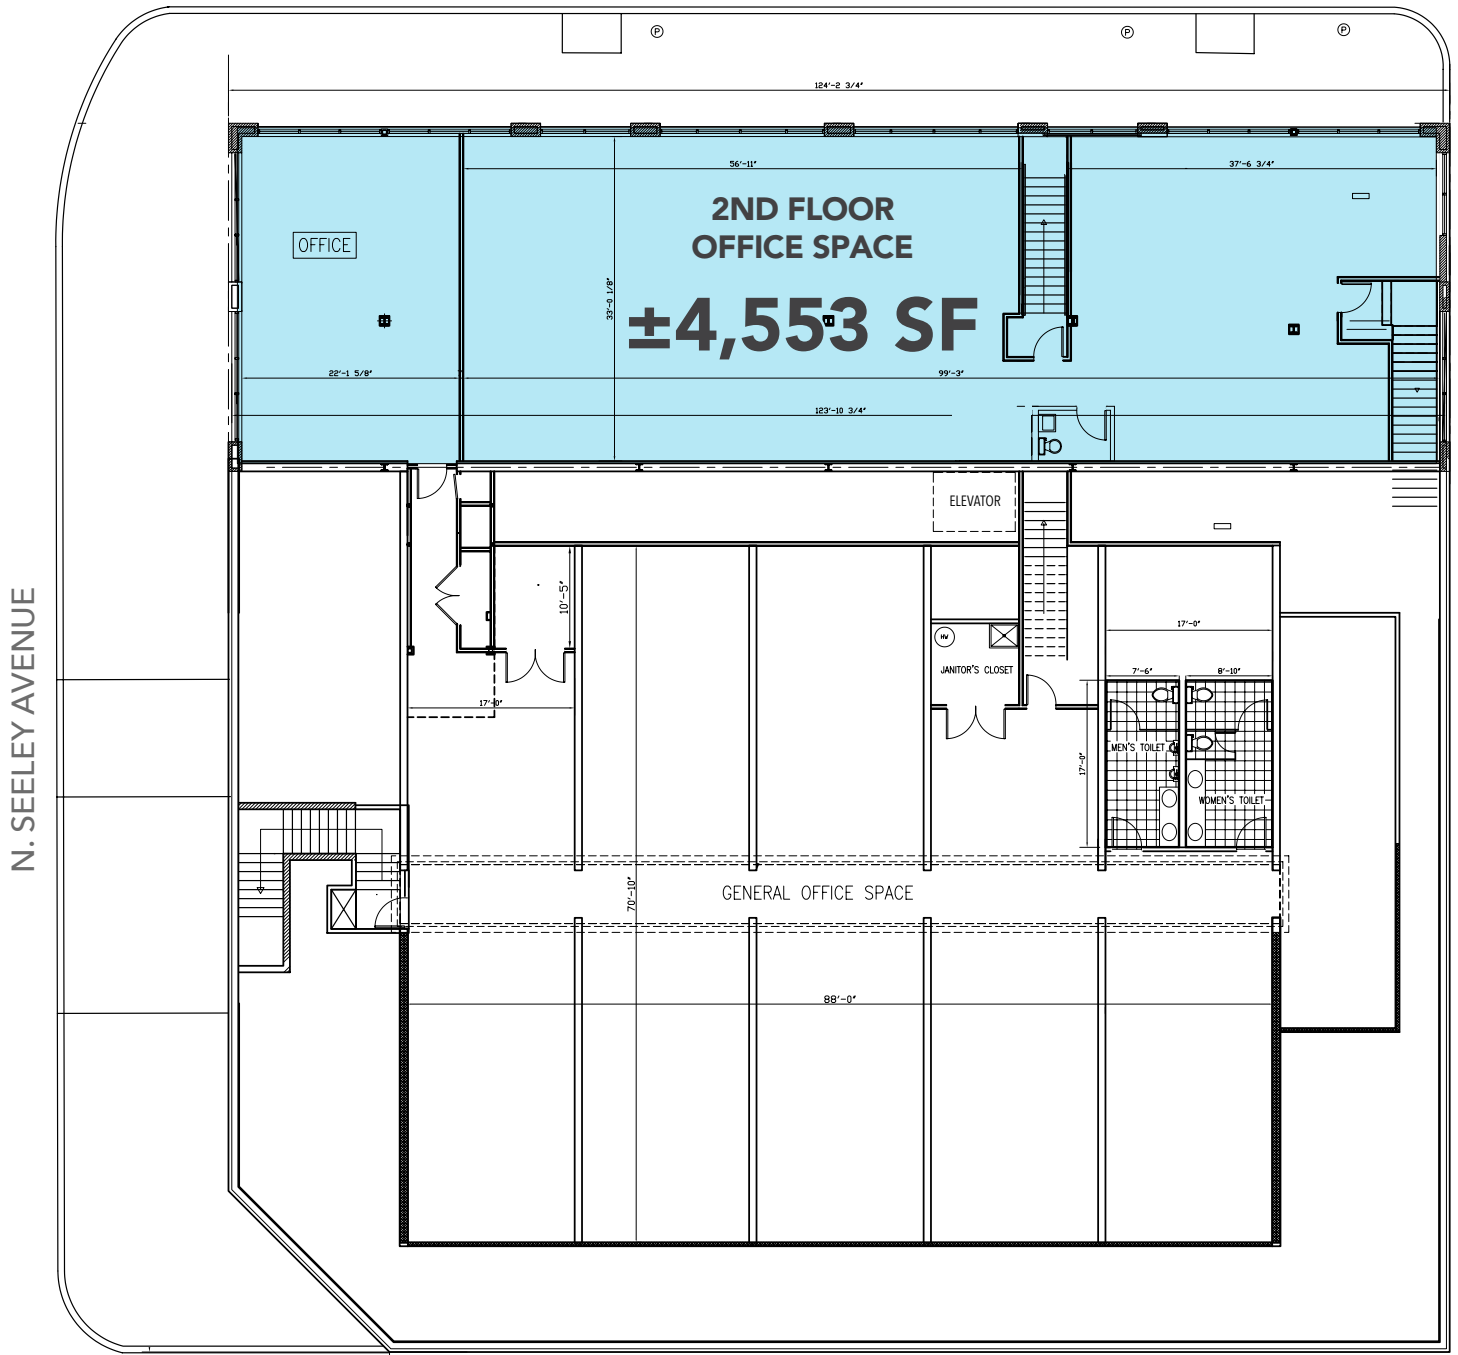 P
P
P
124'-2 3/4"
56'-11"
37'-6 3/4"
2ND FLOOR
OFFICE SPACE
±4,553 SF
OFFICE
33'-0 1/8"
22'-1 5/8"
99'-3"
123'-10 3/4"
ELEVATOR
10'-5"
17'-0"
HW
JANITOR'S CLOSET
17'-0"
7'-6"
8'-10"
17'-0"
MEN'S TOILET
WOMEN'S TOILET
N. SEELEY AVENUE
GENERAL OFFICE SPACE
70'-10"
88'-0"